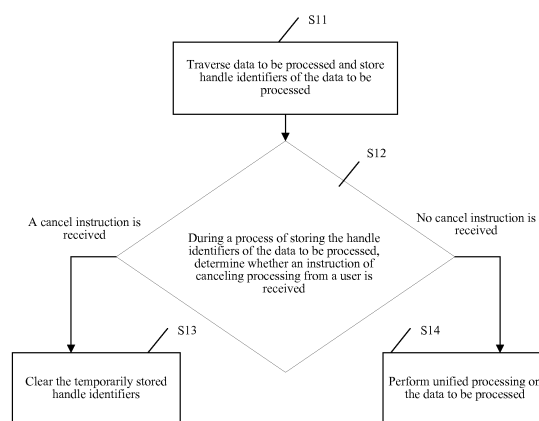 S11
Traverse data to be processed and store
handle identifiers of the data to be
processed
S12
A cancel instruction is
received
No cancel instruction is
received
During a process of storing the handle
identifiers of the data to be processed,
determine whether an instruction of
canceling processing from a user is
received
S13
S14
Clear the temporarily stored
handle identifiers
Perform unified processing on
the data to be processed